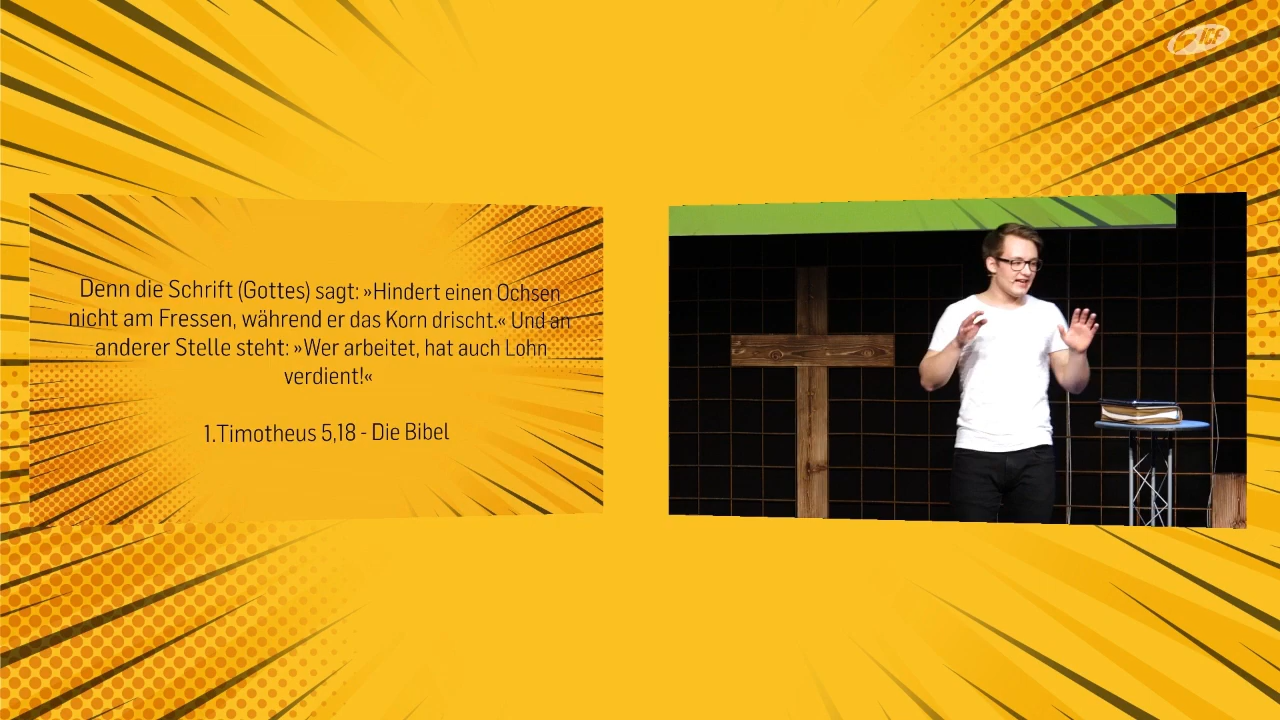 Denn die Schrift (Gottes) sagt: »Hindert einen Ochsen
nicht am Fressen, während er das Korn drischt.« Und an
anderer Stelle steht: »Wer arbeitet, hat auch Lohn
verdient!«
1.Timotheus 5,18 - Die Bibel
ICF